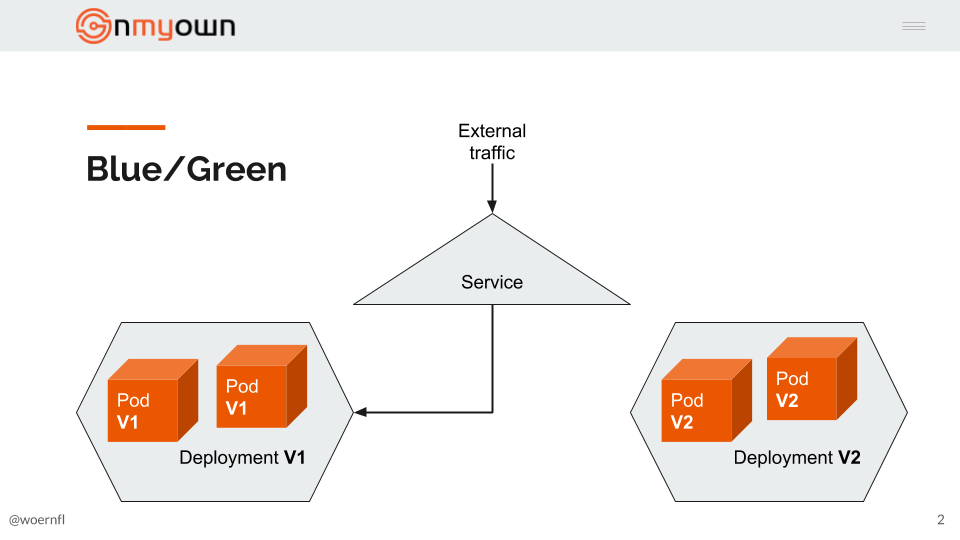 onmyown
Blue/Green
External
traffic
Service
Pod
V1
Pod
V1
Deployment V1
Pod
V2
Pod
V2
Deployment V2
@woernfl
2